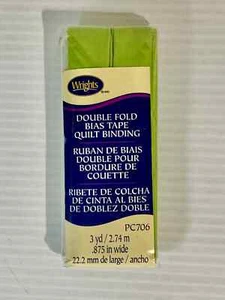 Wrights
DOUBLE FOLD
BIAS TAPE
QUILT BINDING
RUBAN DE BIAIS
DOUBLE POUR
BORDURE DE
COUETTE
RIBETE DE COLCHA
DE CINTA AL BIES
DE DOBLEZ DOBLE
PC706
3 yd / 2.74 m
.875 in wide
22.2 mm de large / ancho